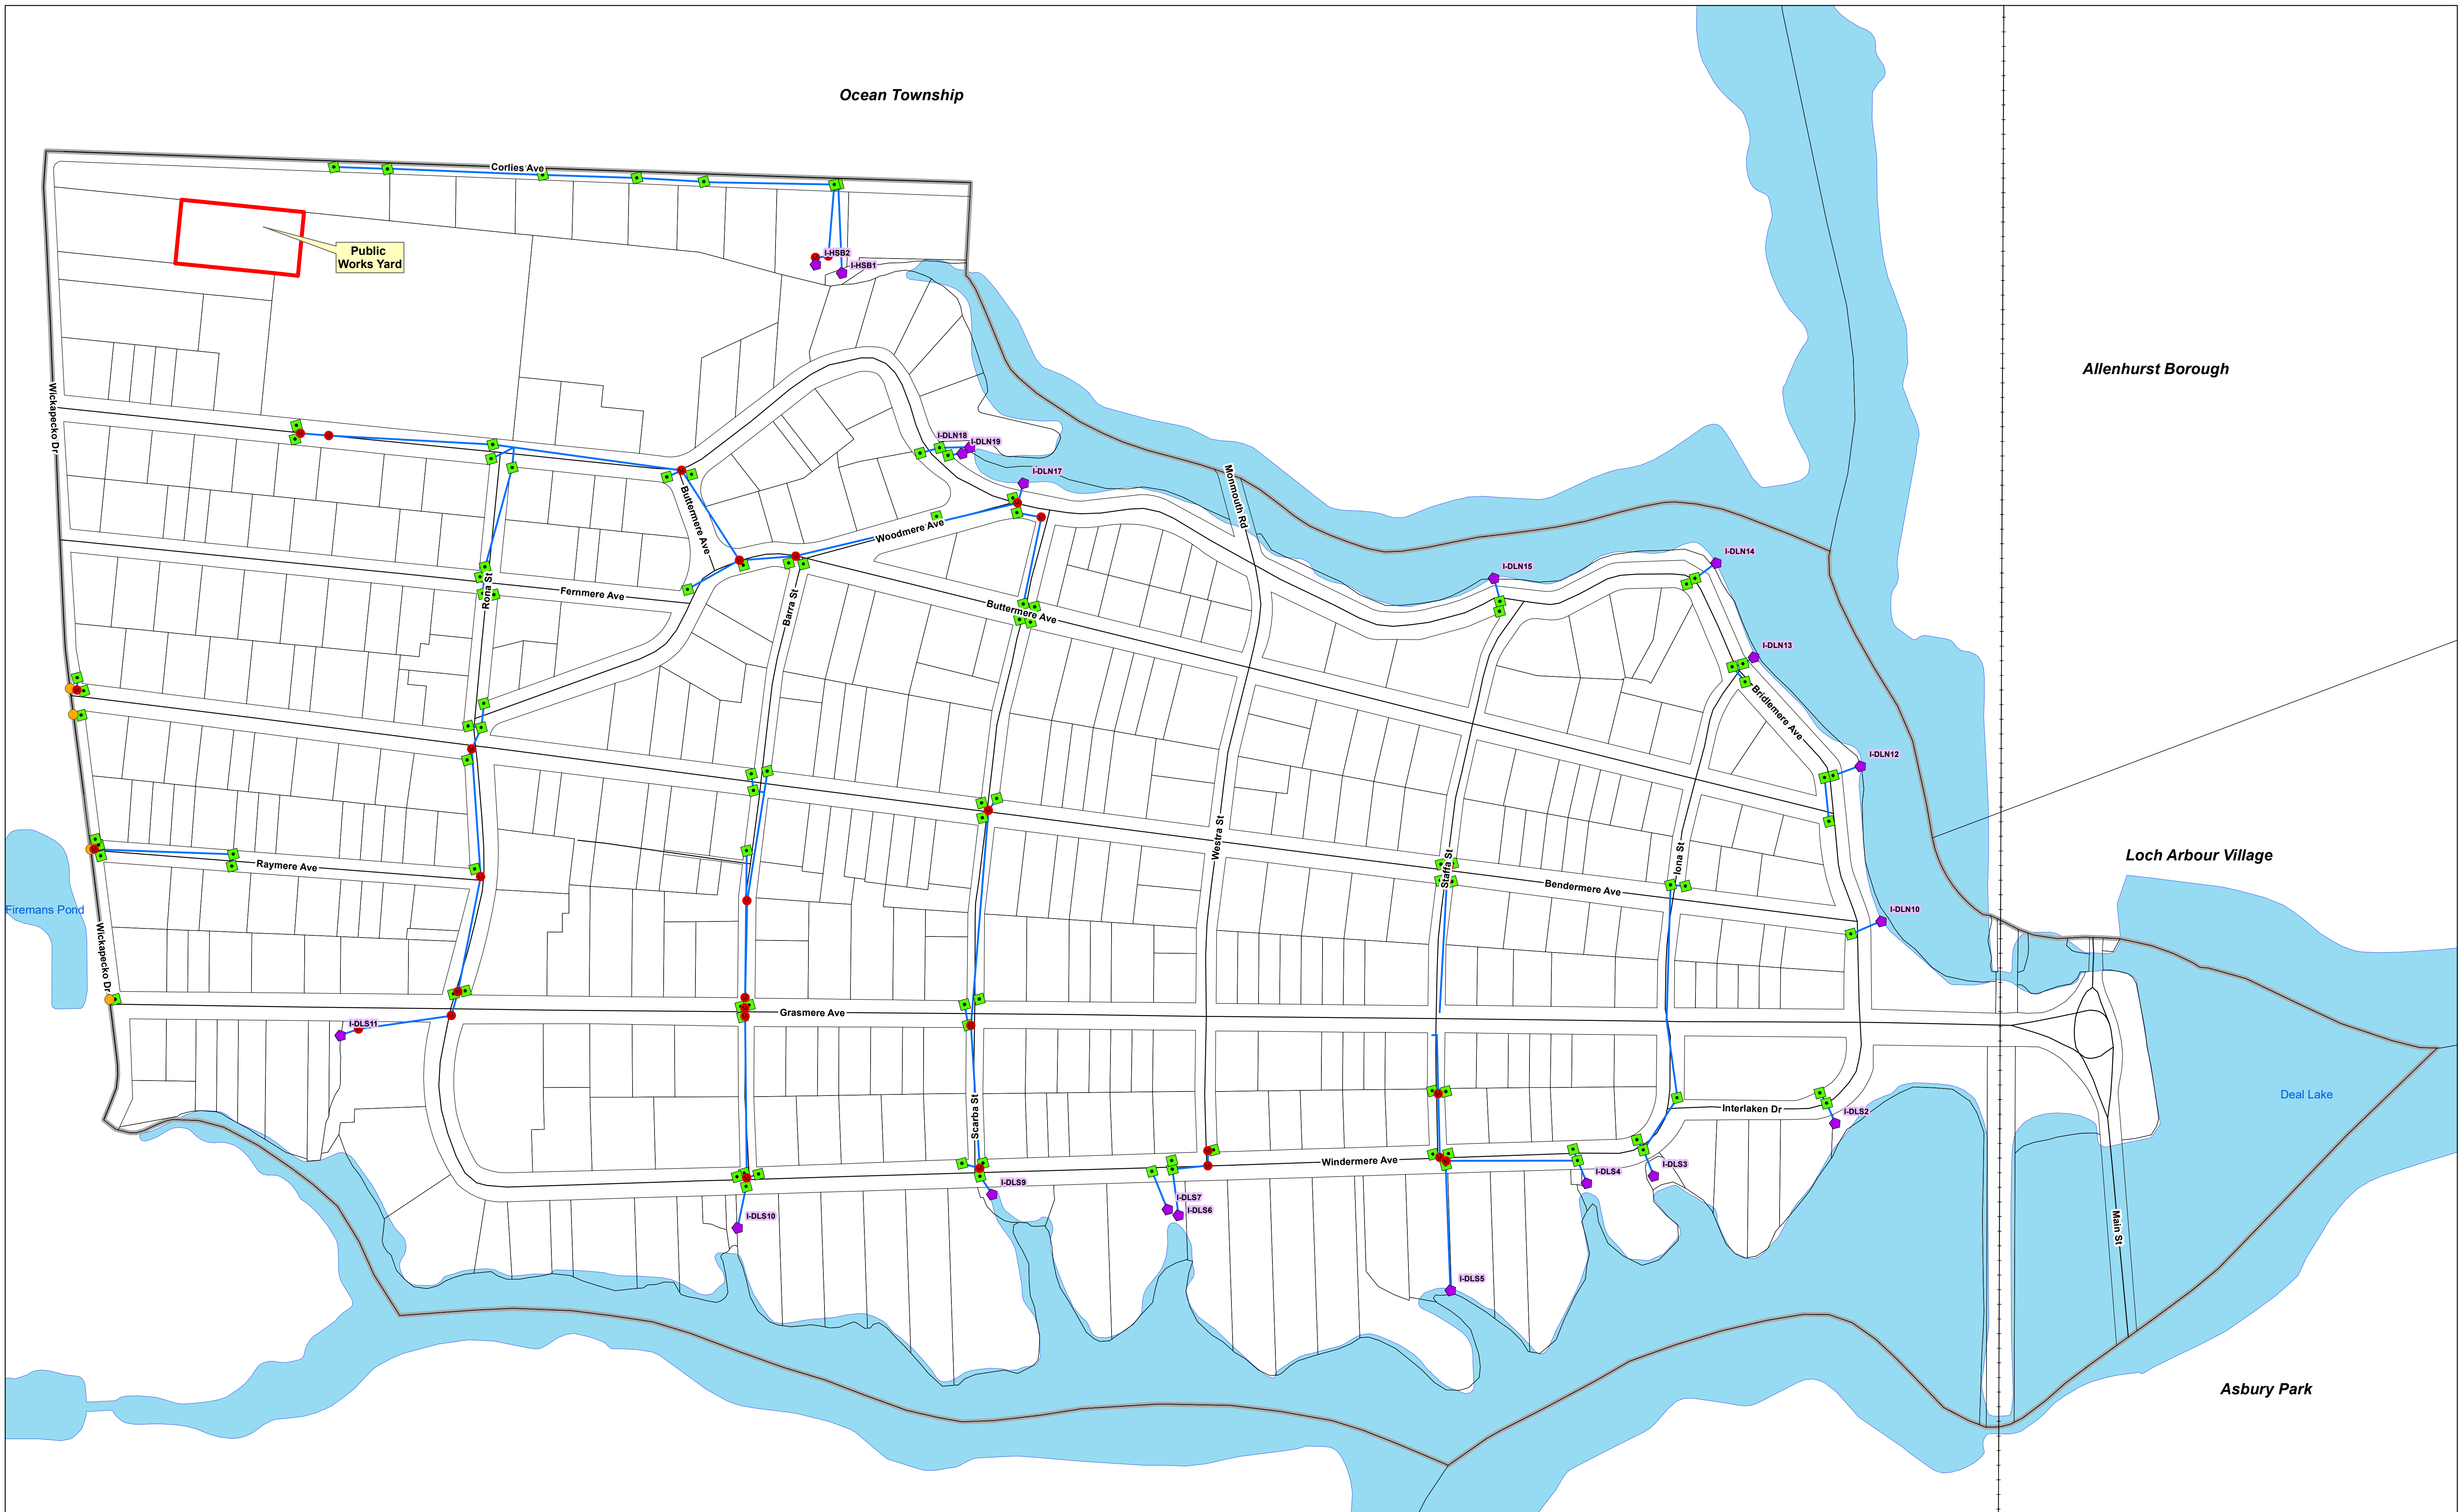 Ocean Township
Corlies Ave
Public
Works Yard
I-HSB2
I-HSB1
Allenhurst Borough
Wickapecko Dr
I-DLN18
I-DLN19
I-DLN17
Monmouth Rd
Buttermere Ave
Woodmere Ave
I-DLN14
I-DLN15
Rona St
Fernmere Ave
Barra St
Buttermere Ave
I-DLN13
Bridlemere Ave
I-DLN12
Westra St
Staffa St
Iona St
Loch Arbour Village
Raymere Ave
Bendermere Ave
Firemans Pond
I-DLN10
Wickapecko Dr
Grasmere Ave
I-DLS11
Deal Lake
Scarba St
Interlaken Dr
I-DLS2
Windermere Ave
I-DLS3
I-DLS4
I-DLS9
I-DLS7
I-DLS6
I-DLS10
Main St
I-DLS5
Asbury Park